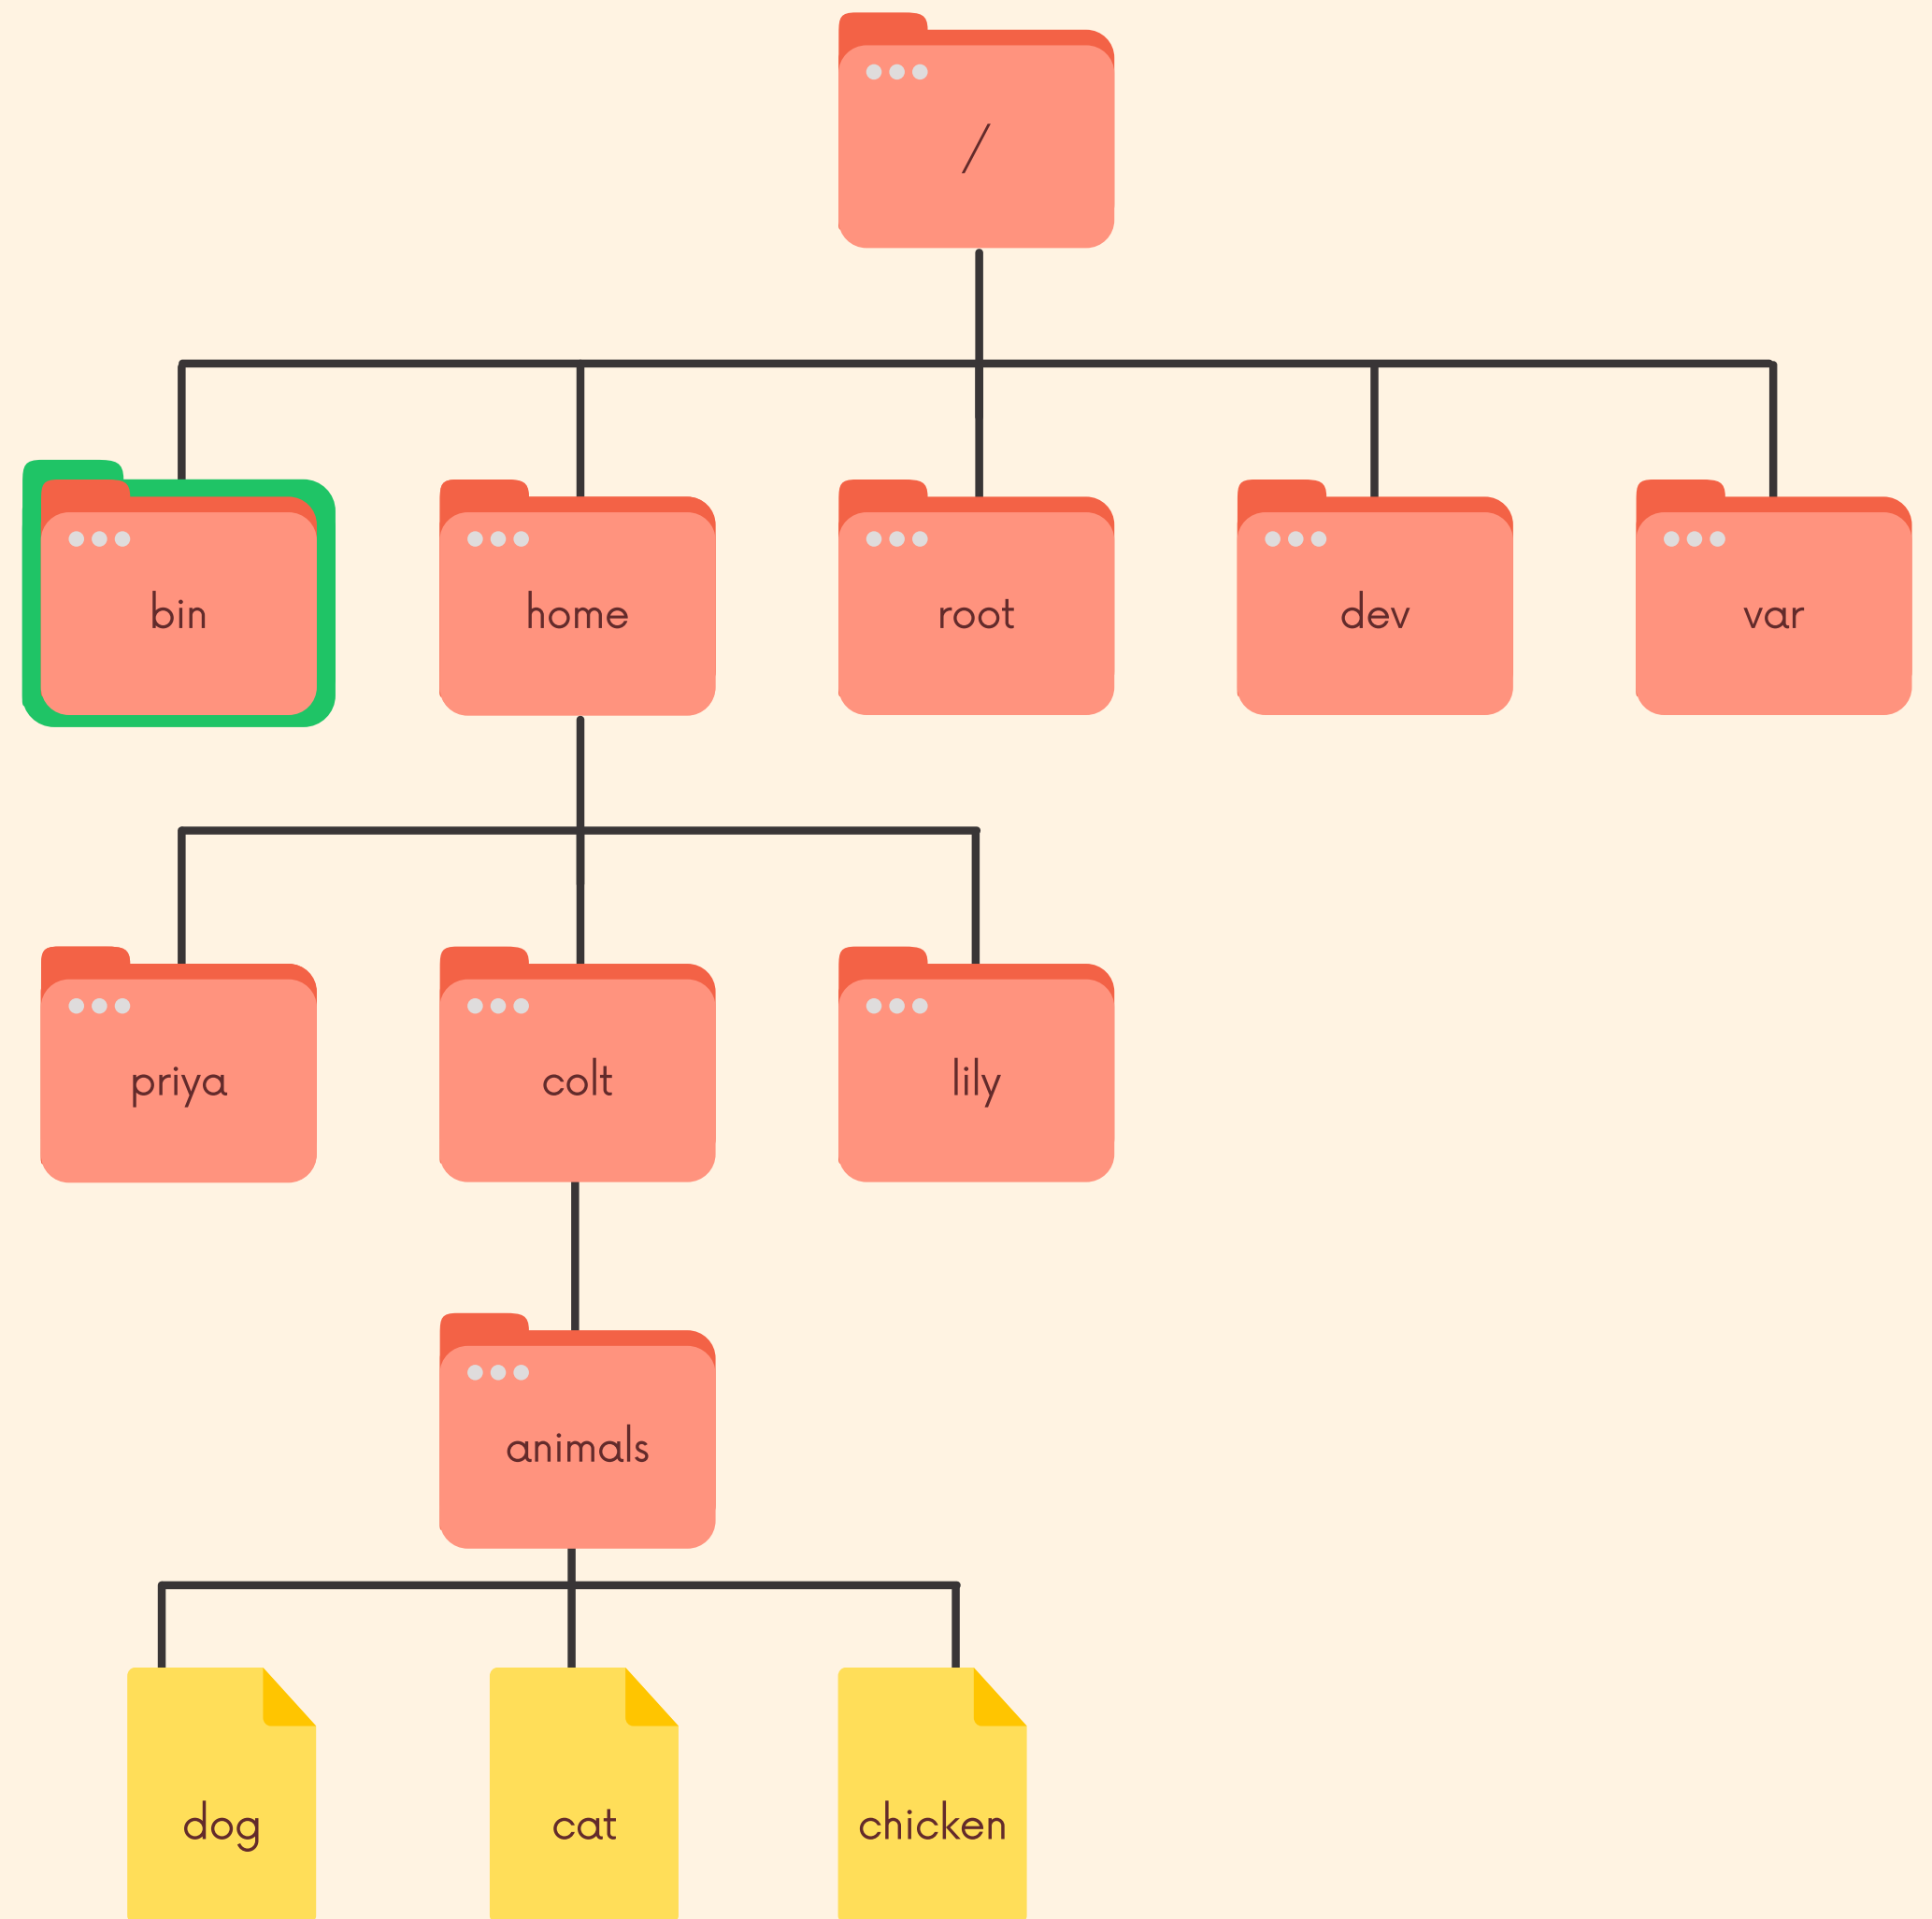 /
bin
home
root
dev
var
priya
colt
lily
animals
dog
cat
chicken